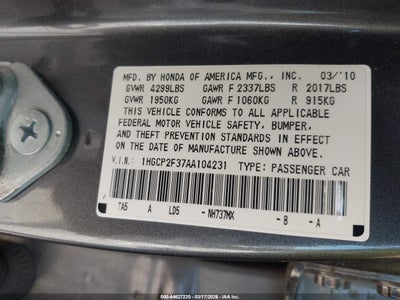 MFD. BY HONDA OF AMERICA MFG., INC. 03/'10
GVWR 4299LBS GAWR F 2337LBS R 2017LBS
GVWR 1950KG GAWR F 1060KG R 915KG
THIS VEHICLE CONFORMS TO ALL APPLICABLE
FEDERAL MOTOR VEHICLE SAFETY, BUMPER,
AND THEFT PREVENTION STANDARDS IN EFFECT
ON THE DATE OF MANUFACTURE SHOWN ABOVE.
V.I.N.: 1HGCP2F37AA104231 TYPE: PASSENGER CAR
TA5 A LD5 -NH737MX -B -A
© 000-44627220 - 03/17/2026 - IAA Inc.